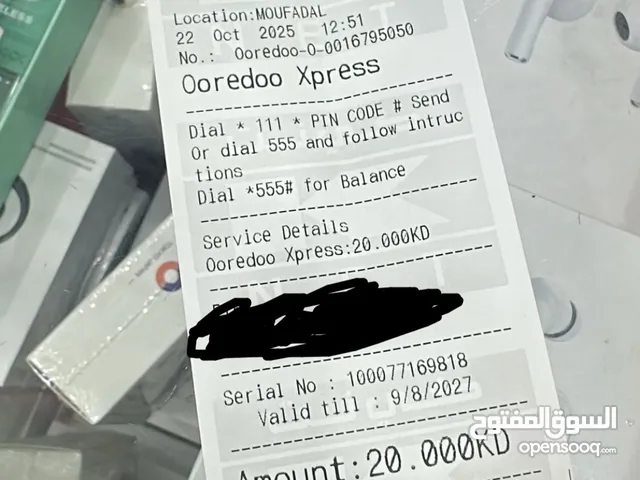 Location:MOUFADAL
22 Oct 2025 12:51
No.: Ooredoo-O-0016795050
Ooredoo Xpress
Dial * 111 * PIN CODE # Send
Or dial 555 and follow intruc
tions
Dial *555# for Balance
Service Details
Ooredoo Xpress:20.000KD
Serial No : 100077169818
Valid till : 9/8/2027
Amount:20.000KD
السوق المفتوح
opensooq.com